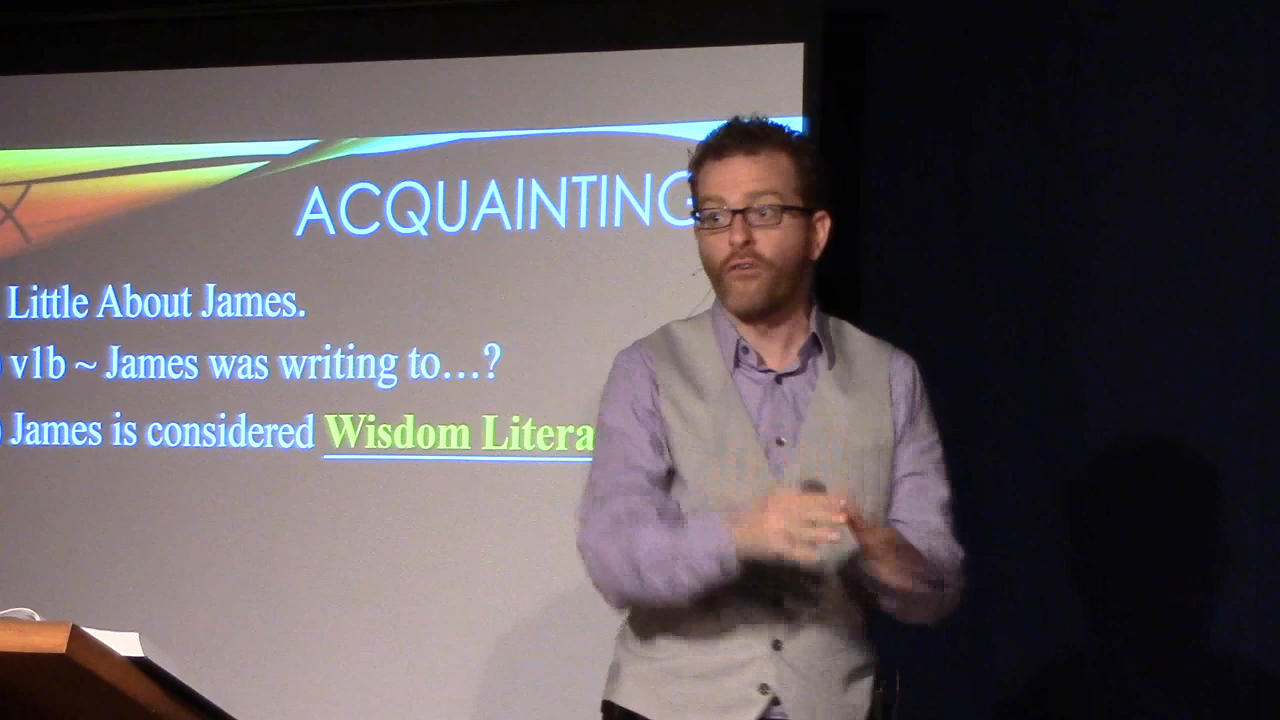 ACQUAINTING
Little About James.
v1b ~ James was writing to…?
James is considered Wisdom Litera